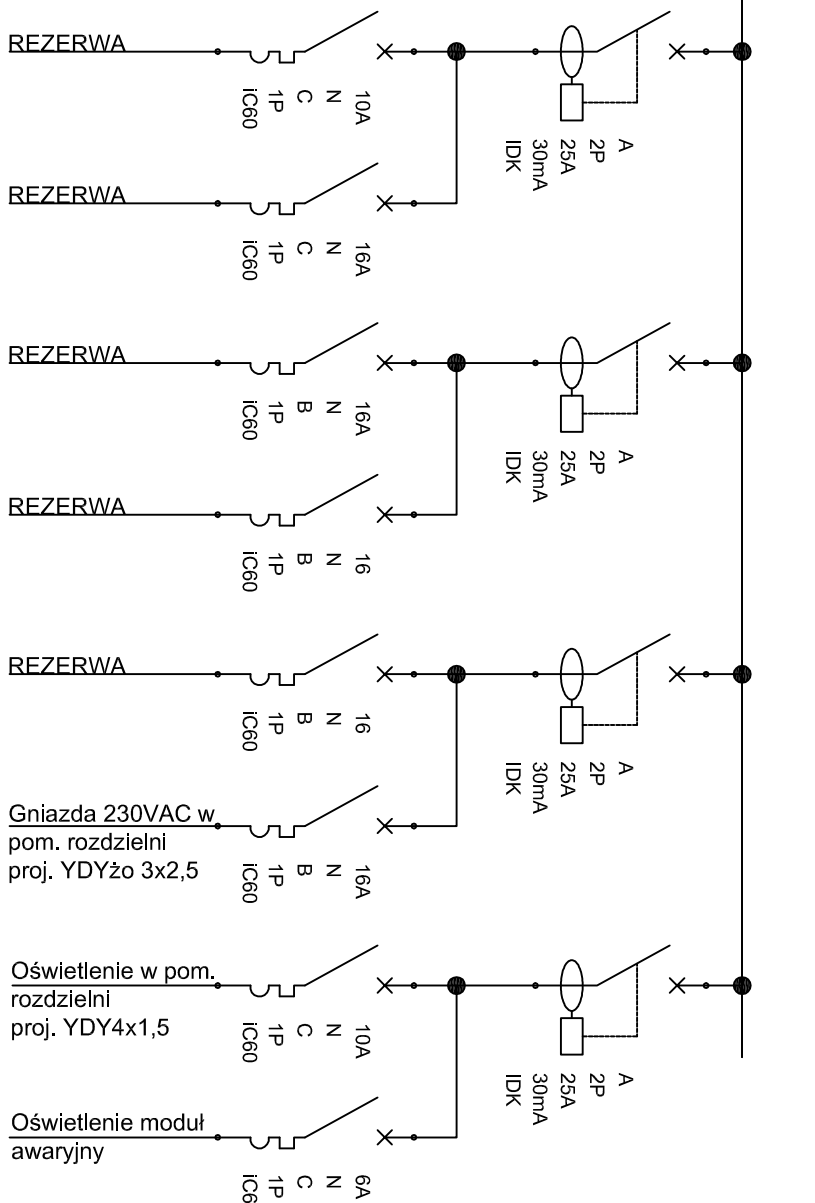 REZERWA
10A
N
C
1P
iC60
A
2P
25A
30mA
IDK
REZERWA
16A
N
C
1P
iC60
REZERWA
16A
N
B
1P
iC60
A
2P
25A
30mA
IDK
REZERWA
16
N
B
1P
iC60
REZERWA
16
N
B
1P
iC60
A
2P
25A
30mA
IDK
Gniazda 230VAC w
pom. rozdzielni
proj. YDYżo 3x2,5
16A
N
B
1P
iC60
Oświetlenie w pom.
rozdzielni
proj. YDY4x1,5
10A
N
C
1P
iC60
A
2P
25A
30mA
IDK
Oświetlenie moduł
awaryjny
6A
N
C
1P
iC6